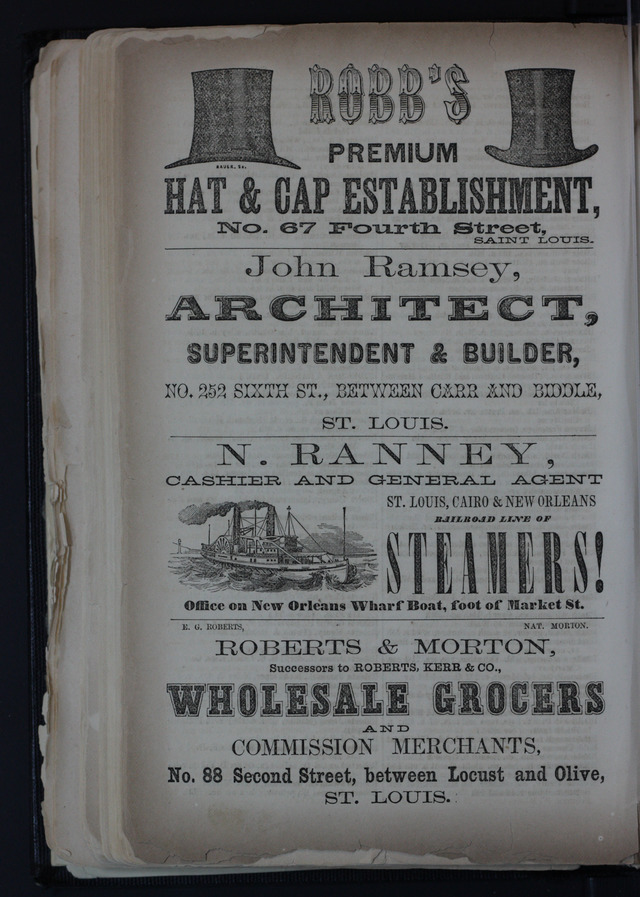 ROBB'S
PREMIUM
HAT & CAP ESTABLISHMENT,
No. 67 Fourth Street,
SAINT LOUIS.
John Ramsey,
ARCHITECT,
SUPERINTENDENT & BUILDER,
NO. 252 SIXTH ST., BETWEEN CARR AND BIDDLE,
ST. LOUIS.
N. RANNEY,
CASHIER AND GENERAL AGENT
ST. LOUIS, CAIRO & NEW ORLEANS
RAILROAD LINE OF
STEAMERS!
Office on New Orleans Wharf Boat, foot of Market St.
E. G. ROBERTS, NAT. MORTON.
ROBERTS & MORTON,
Successors to ROBERTS, KERR & CO.,
WHOLESALE GROCERS
AND
COMMISSION MERCHANTS,
No. 88 Second Street, between Locust and Olive,
ST. LOUIS.